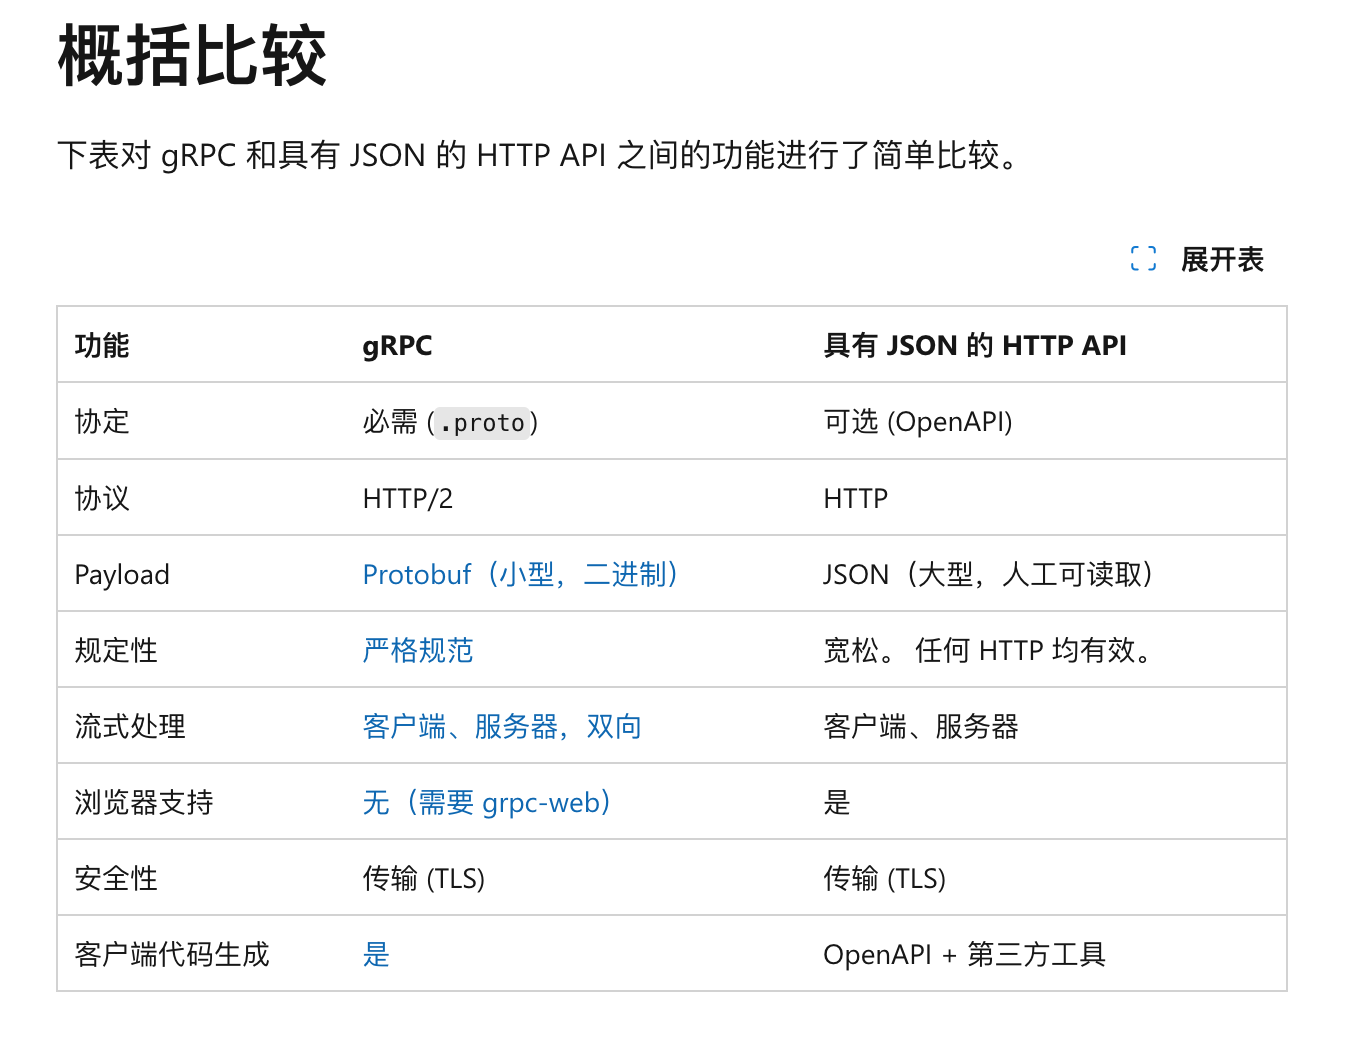 概括比较
下表对 gRPC 和具有 JSON 的 HTTP API 之间的功能进行了简单比较。
展开表
功能 gRPC 具有 JSON 的 HTTP API
协定 必需 (.proto) 可选 (OpenAPI)
协议 HTTP/2 HTTP
Payload Protobuf（小型，二进制） JSON（大型，人工可读取）
规定性 严格规范 宽松。 任何 HTTP 均有效。
流式处理 客户端、服务器，双向 客户端、服务器
浏览器支持 无（需要 grpc-web） 是
安全性 传输 (TLS) 传输 (TLS)
客户端代码生成 是 OpenAPI + 第三方工具